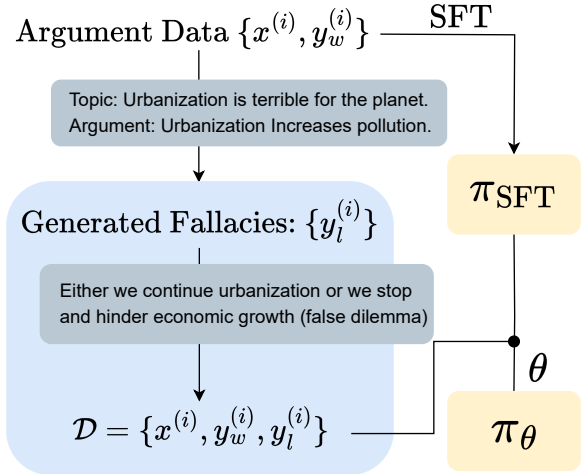 Argument Data {x^{(i)}, y_w^{(i)}}
SFT
Topic: Urbanization is terrible for the planet.
Argument: Urbanization Increases pollution.
π_SFT
Generated Fallacies: {y_l^{(i)}}
Either we continue urbanization or we stop
and hinder economic growth (false dilemma)
θ
𝒟 = {x^{(i)}, y_w^{(i)}, y_l^{(i)}}
π_θ